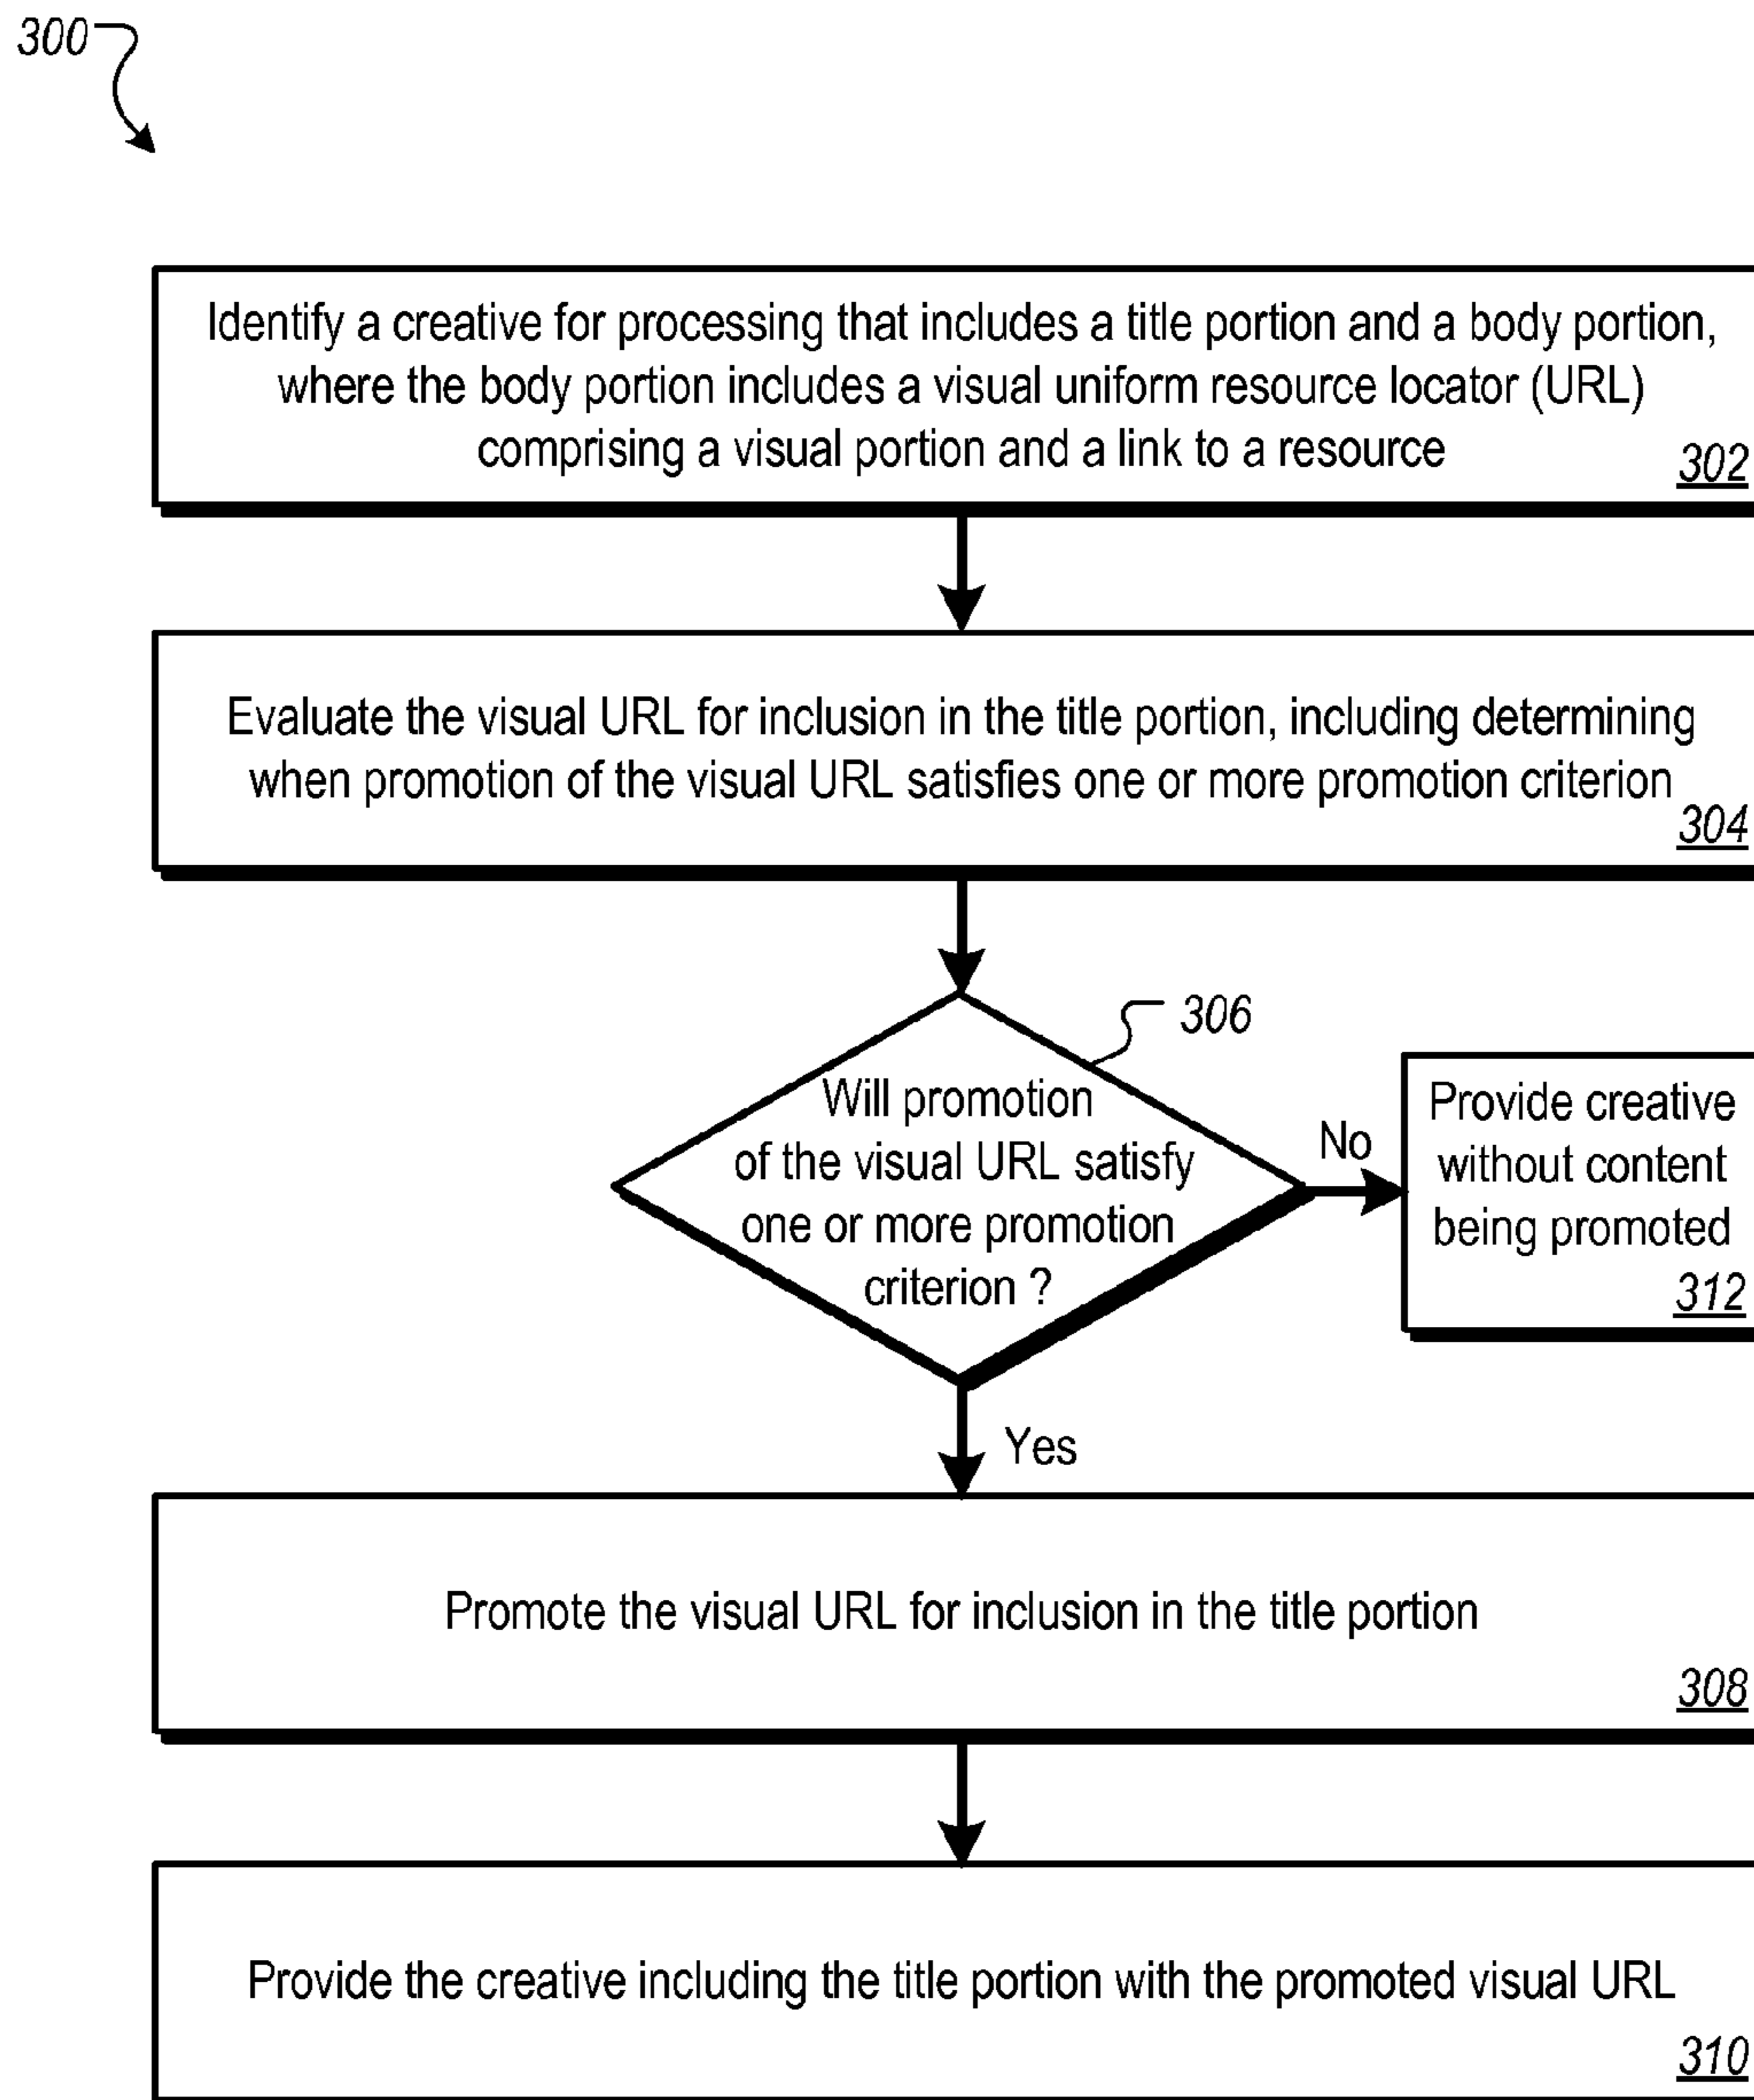 300
Identify a creative for processing that includes a title portion and a body portion,
where the body portion includes a visual uniform resource locator (URL)
comprising a visual portion and a link to a resource
302
Evaluate the visual URL for inclusion in the title portion, including determining
when promotion of the visual URL satisfies one or more promotion criterion
304
306
Will promotion
of the visual URL satisfy
one or more promotion
criterion ?
No
Provide creative
without content
being promoted
312
Yes
Promote the visual URL for inclusion in the title portion
308
Provide the creative including the title portion with the promoted visual URL
310